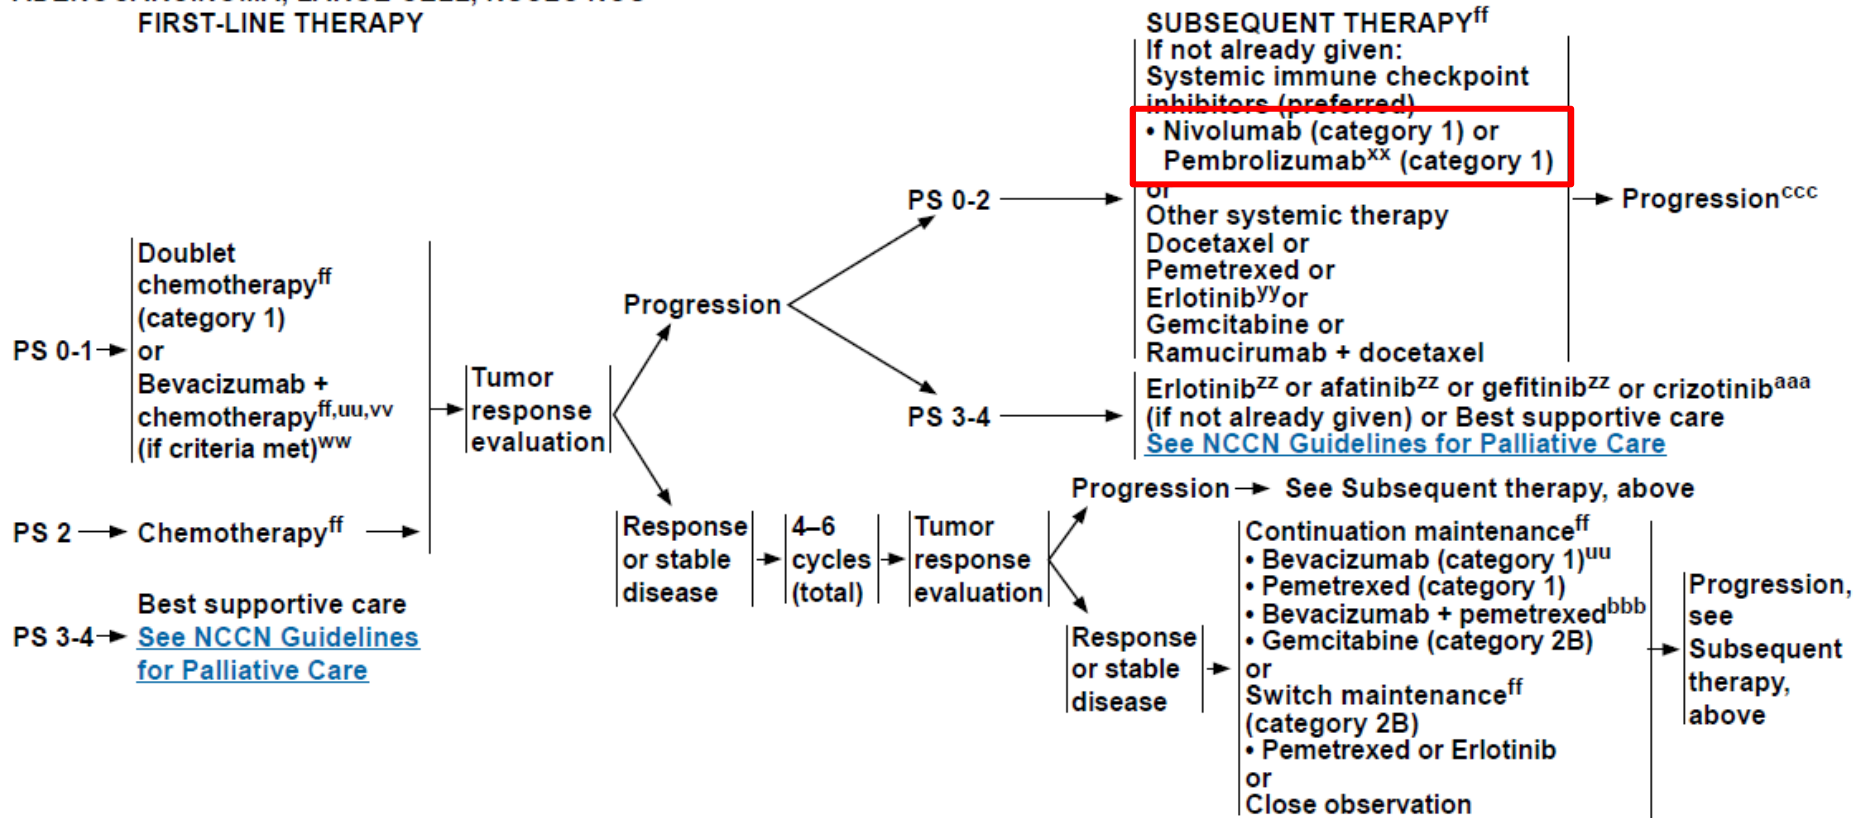 FIRST-LINE THERAPY
PS 0-1
Doublet
chemotherapyff
(category 1)
or
Bevacizumab +
chemotherapyff,uu,vv
(if criteria met)ww
PS 2
Chemotherapyff
PS 3-4
Best supportive care
See NCCN Guidelines
for Palliative Care
Tumor
response
evaluation
Progression
PS 0-2
SUBSEQUENT THERAPYff
If not already given:
Systemic immune checkpoint
inhibitors (preferred)
• Nivolumab (category 1) or
Pembrolizumabxx (category 1)
or
Other systemic therapy
Docetaxel or
Pemetrexed or
Erlotinibyy or
Gemcitabine or
Ramucirumab + docetaxel
Progressionccc
PS 3-4
Erlotinibzz or afatinibzz or gefitinibzz or crizotinibaaa
(if not already given) or Best supportive care
See NCCN Guidelines for Palliative Care
Response
or stable
disease
4–6
cycles
(total)
Tumor
response
evaluation
Progression
See Subsequent therapy, above
Response
or stable
disease
Continuation maintenanceff
• Bevacizumab (category 1)uu
• Pemetrexed (category 1)
• Bevacizumab + pemetrexedbbb
• Gemcitabine (category 2B)
or
Switch maintenanceff
(category 2B)
• Pemetrexed or Erlotinib
or
Close observation
Progression,
see
Subsequent
therapy,
above